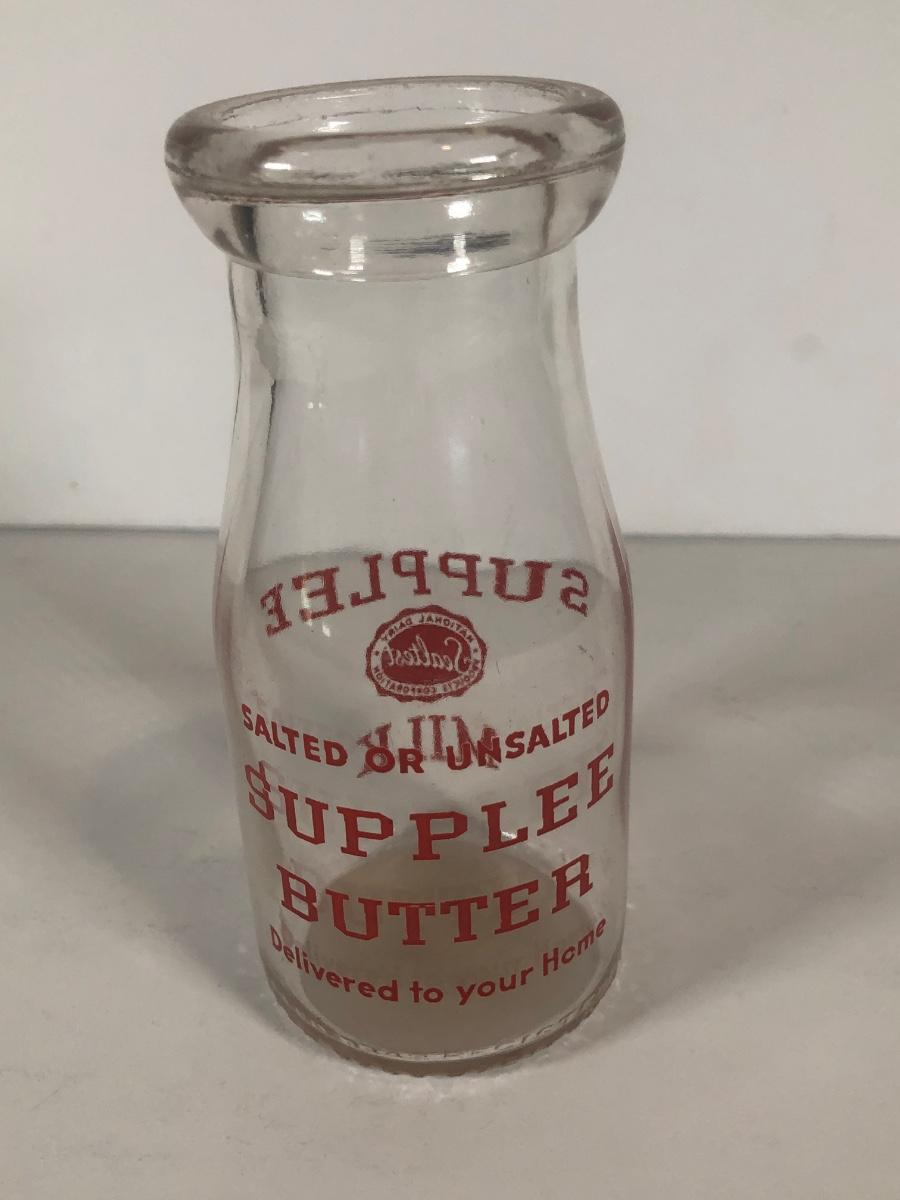 SUPPLEE
NATIONAL DAIRY
Sealtest
PRODUCTS CORPORATION
MILK
SALTED OR UNSALTED
SUPPLEE
BUTTER
Delivered to your Home